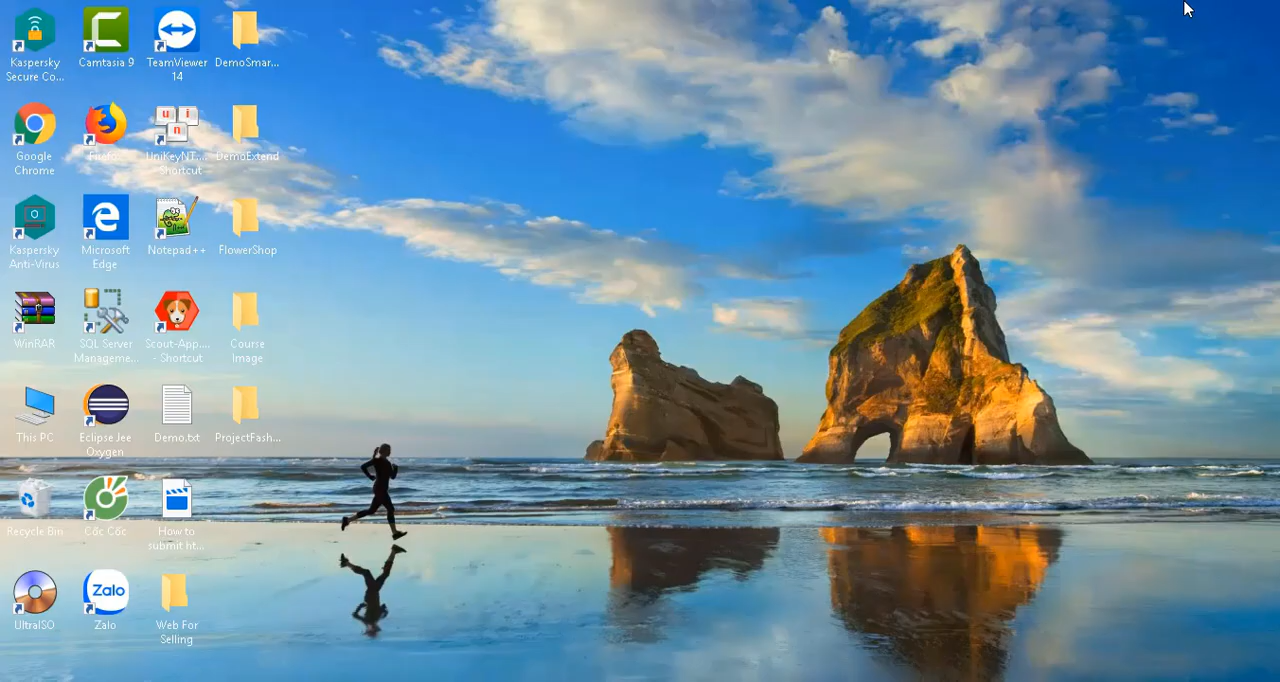 Kaspersky
Secure Co...
Camtasia 9
TeamViewer
14
DemoSmar...
Google
Chrome
Firefox
u i
n
UniKeyNT....
- Shortcut
DemoExtend
Kaspersky
Anti-Virus
Microsoft
Edge
Notepad++
FlowerShop
WinRAR
SQL Server
Manageme...
Scout-App....
- Shortcut
Course
Image
This PC
Eclipse Jee
Oxygen
Demo.txt
ProjectFash...
Recycle Bin
Cốc Cốc
How to
submit ht...
UltraISO
Zalo
Zalo
Web For
Selling